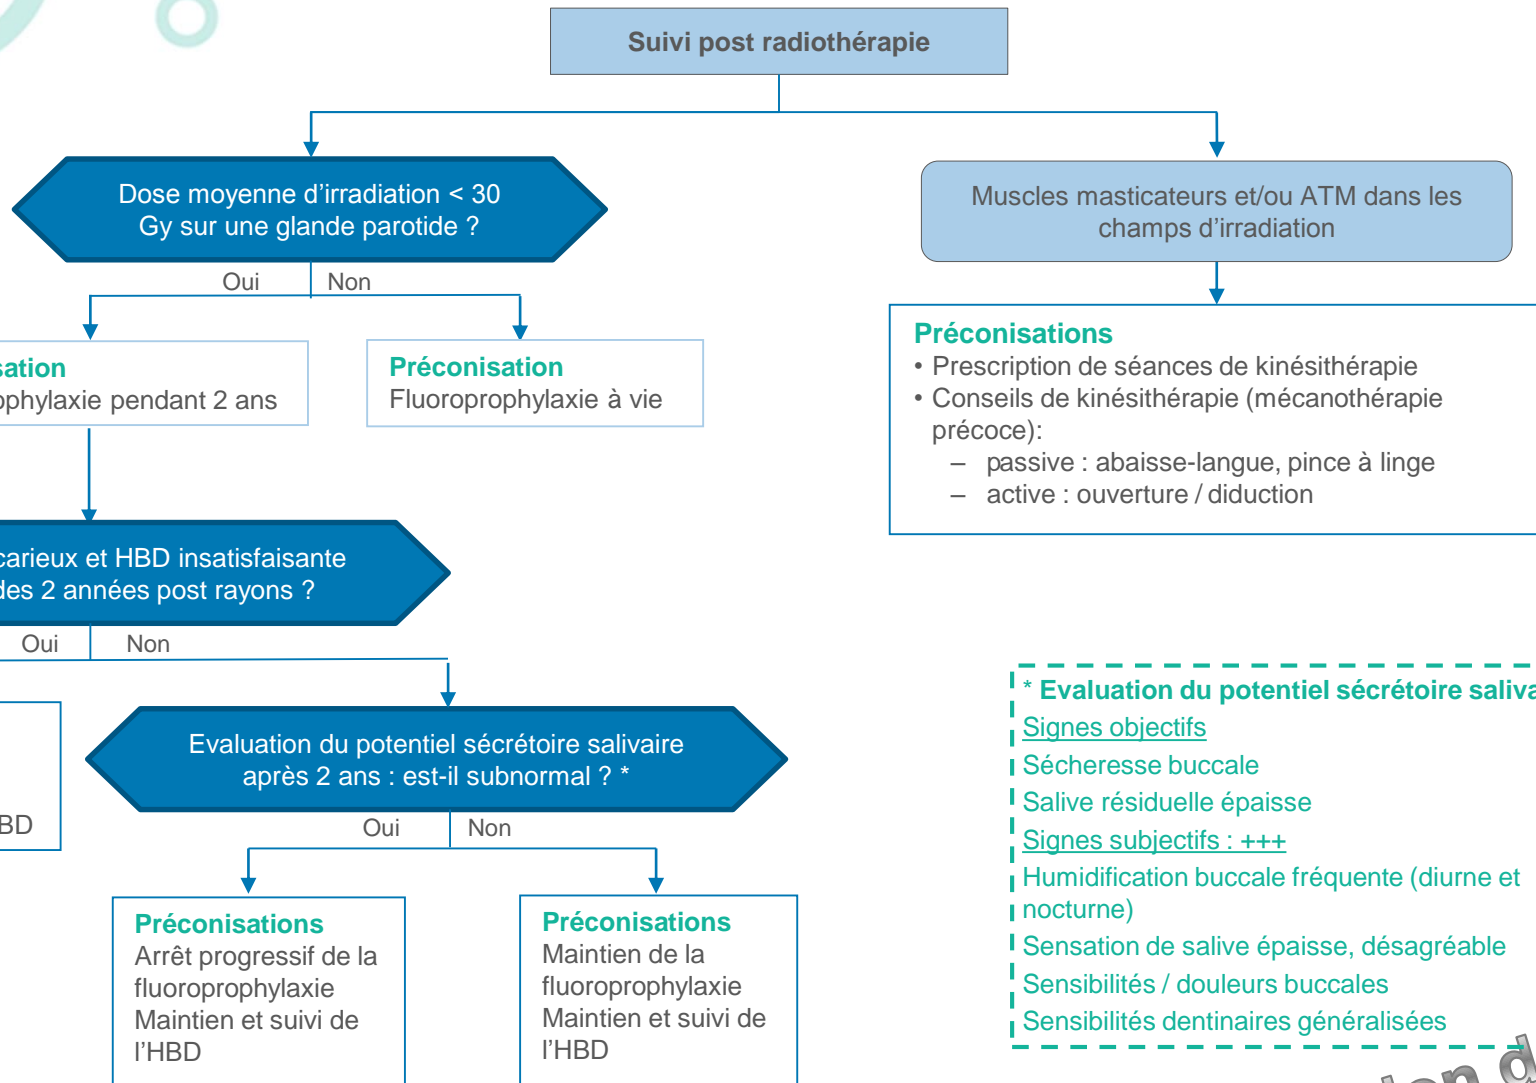 Suivi post radiothérapie
Dose moyenne d'irradiation < 30
Gy sur une glande parotide ?
Muscles masticateurs et/ou ATM dans les
champs d'irradiation
Oui
Non
sation
ophylaxie pendant 2 ans
Préconisation
Fluoroprophylaxie à vie
Préconisations
• Prescription de séances de kinésithérapie
• Conseils de kinésithérapie (mécanothérapie
précoce):
– passive : abaisse-langue, pince à linge
– active : ouverture / diduction
carieux et HBD insatisfaisante
des 2 années post rayons ?
Oui
Non
BD
Evaluation du potentiel sécrétoire salivaire
après 2 ans : est-il subnormal ? *
Oui
Non
Préconisations
Arrêt progressif de la
fluoroprophylaxie
Maintien et suivi de
l'HBD
Préconisations
Maintien de la
fluoroprophylaxie
Maintien et suivi de
l'HBD
* Evaluation du potentiel sécrétoire saliva
Signes objectifs
Sécheresse buccale
Salive résiduelle épaisse
Signes subjectifs : +++
Humidification buccale fréquente (diurne et
nocturne)
Sensation de salive épaisse, désagréable
Sensibilités / douleurs buccales
Sensibilités dentinaires généralisées